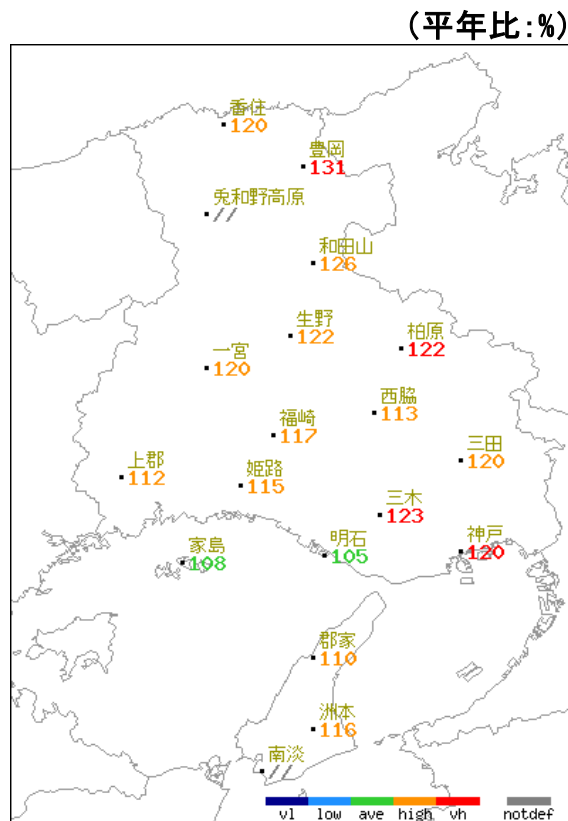 (平年比:%)
香住
120
豊岡
131
兎和野高原
//
和田山
126
生野
122
柏原
122
一宮
120
西脇
113
福崎
117
三田
120
上郡
112
姫路
115
三木
123
神戸
120
明石
105
家島
108
郡家
110
洲本
116
南淡
//
vl low ave high vh notdef